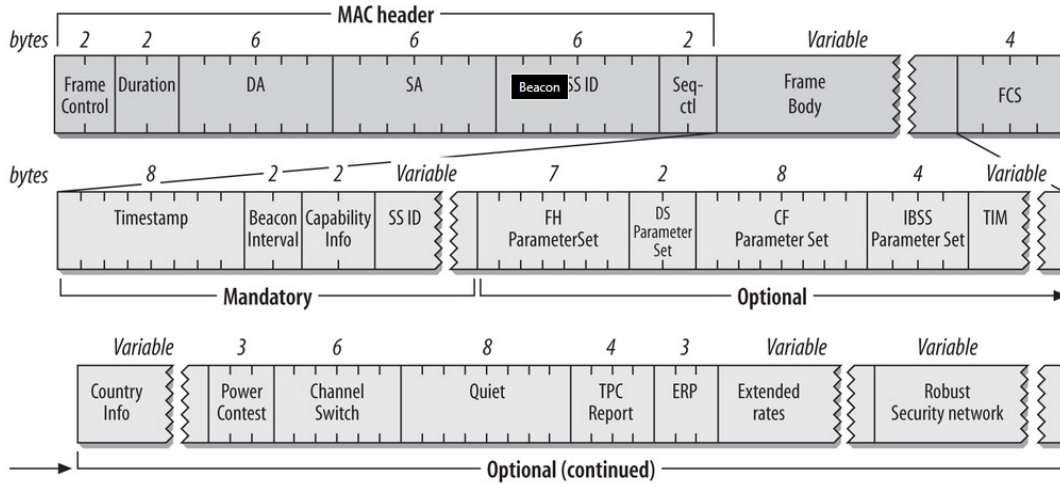 MAC header
bytes 2 2 6 6 6 2 Variable 4
Frame Control Duration DA SA Beacon SS ID Seq-ctl Frame Body FCS
bytes 8 2 2 Variable 7 2 8 4 Variable
Timestamp Beacon Interval Capability Info SS ID FH ParameterSet DS Parameter Set CF Parameter Set IBSS Parameter Set TIM
Mandatory Optional
Variable 3 6 8 4 3 Variable Variable
Country Info Power Contest Channel Switch Quiet TPC Report ERP Extended rates Robust Security network
Optional (continued)